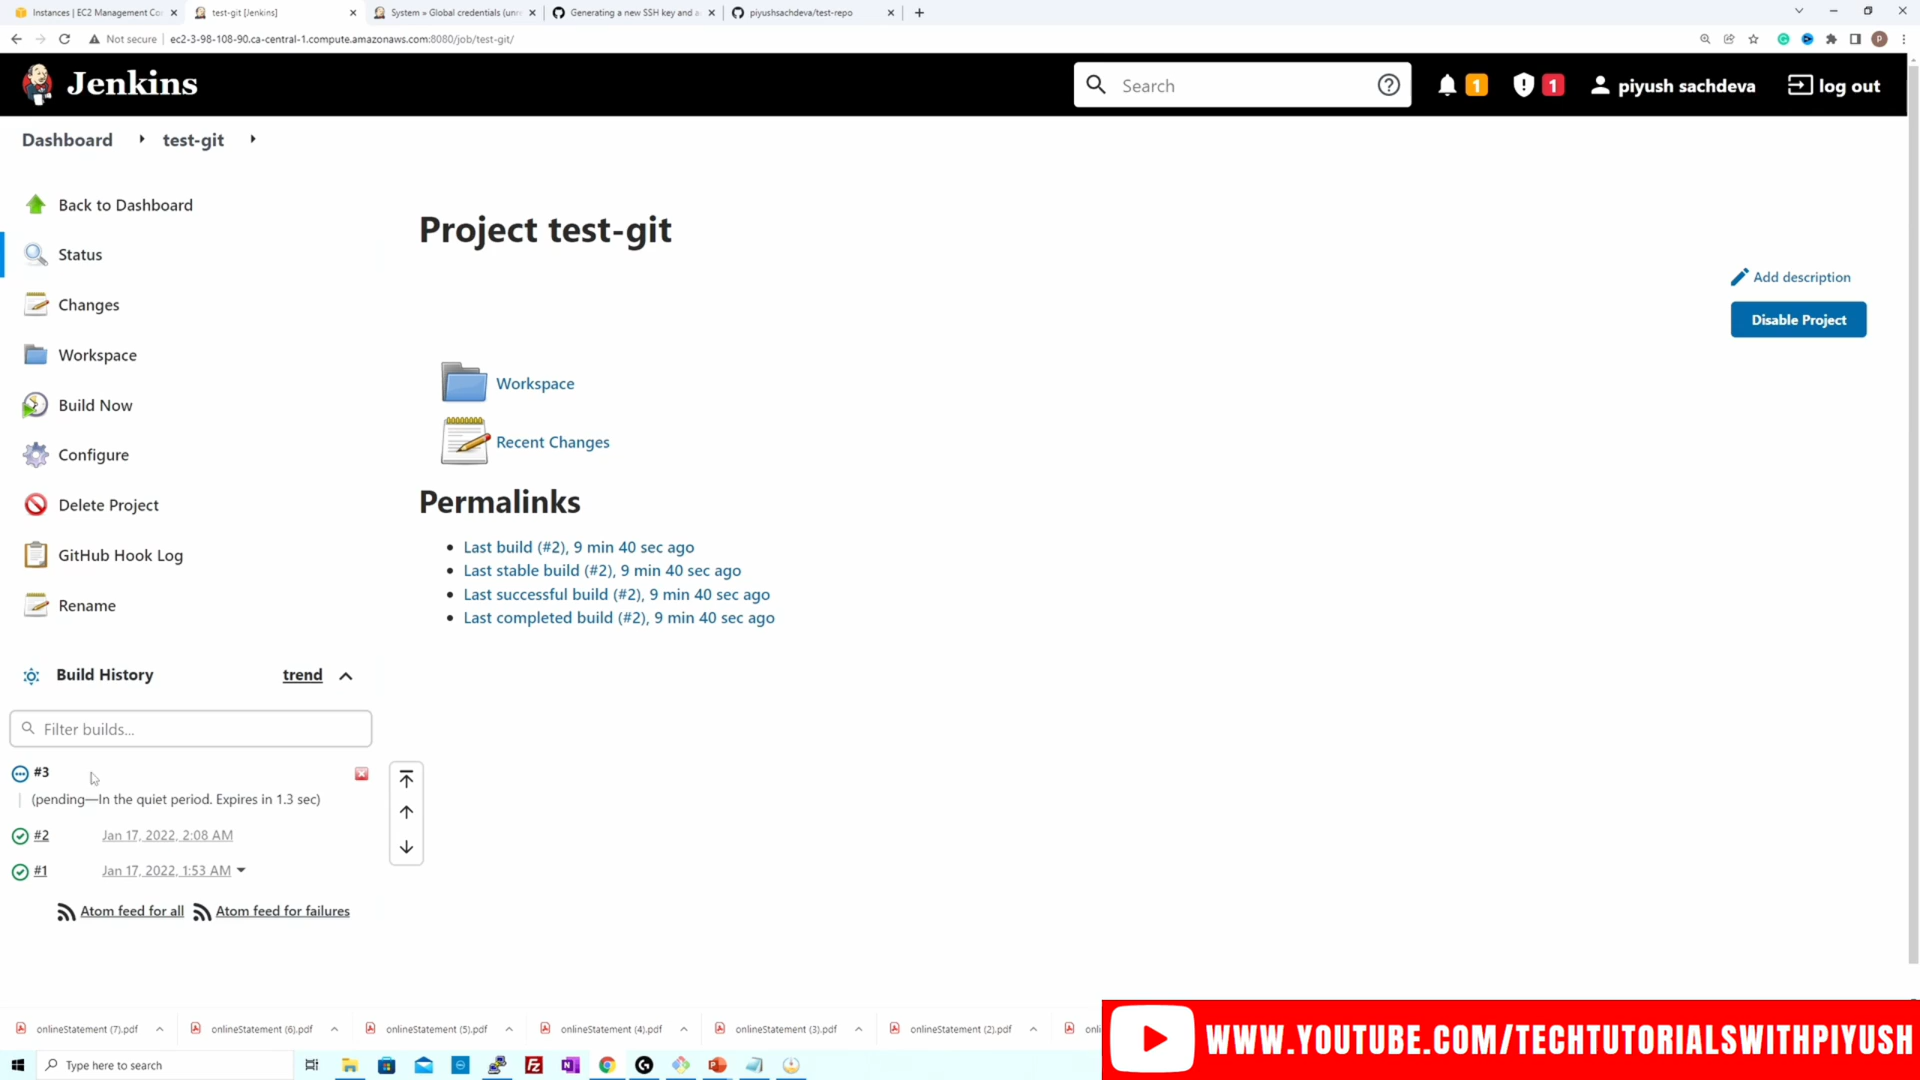 Instances | EC2 Management Co
test-git [Jenkins]
System » Global credentials (unre
Generating a new SSH key and a
piyushsachdeva/test-repo
Not secure | ec2-3-98-108-90.ca-central-1.compute.amazonaws.com:8080/job/test-git/
Jenkins
Search
1
1
piyush sachdeva
log out
Dashboard
test-git
Back to Dashboard
Status
Changes
Workspace
Build Now
Configure
Delete Project
GitHub Hook Log
Rename
Project test-git
Add description
Disable Project
Workspace
Recent Changes
Permalinks
Last build (#2), 9 min 40 sec ago
Last stable build (#2), 9 min 40 sec ago
Last successful build (#2), 9 min 40 sec ago
Last completed build (#2), 9 min 40 sec ago
Build History
trend
Filter builds...
#3
(pending—In the quiet period. Expires in 1.3 sec)
#2 Jan 17, 2022, 2:08 AM
#1 Jan 17, 2022, 1:53 AM
Atom feed for all
Atom feed for failures
onlineStatement (7).pdf
onlineStatement (6).pdf
onlineStatement (5).pdf
onlineStatement (4).pdf
onlineStatement (3).pdf
onlineStatement (2).pdf
onl
WWW.YOUTUBE.COM/TECHTUTORIALSWITHPIYUSH
Type here to search